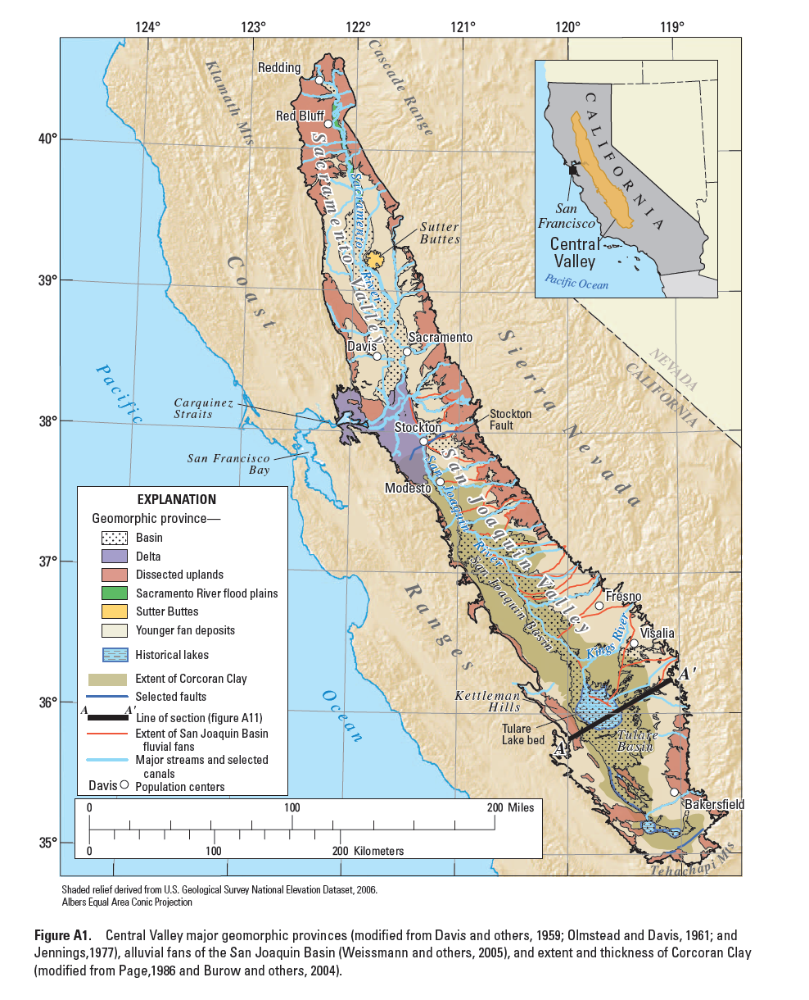 124°
123°
122°
121°
120°
119°
40°
39°
38°
37°
36°
35°
Redding
Red Bluff
Klamath Mts
Cascade Range
Sacramento Valley
Sacramento River
Sutter
Buttes
Coast
Ranges
Davis
Sacramento
Sierra Nevada
NEVADA
CALIFORNIA
Pacific
Ocean
Carquinez
Straits
San Francisco
Bay
Stockton
Stockton
Fault
Modesto
San Joaquin Valley
San Joaquin River
San Joaquin Basin
Fresno
Kings River
Visalia
Kettleman
Hills
Tulare
Lake bed
Tulare
Basin
A
A'
Bakersfield
Tehachapi Mts
CALIFORNIA
San
Francisco
Central
Valley
Pacific Ocean
EXPLANATION
Geomorphic province—
Basin
Delta
Dissected uplands
Sacramento River flood plains
Sutter Buttes
Younger fan deposits
Historical lakes
Extent of Corcoran Clay
Selected faults
A A' Line of section (figure A11)
Extent of San Joaquin Basin
fluvial fans
Major streams and selected
canals
Davis Population centers
0 100 200 Miles
0 100 200 Kilometers
Shaded relief derived from U.S. Geological Survey National Elevation Dataset, 2006.
Albers Equal Area Conic Projection
Figure A1. Central Valley major geomorphic provinces (modified from Davis and others, 1959; Olmstead and Davis, 1961; and
Jennings,1977), alluvial fans of the San Joaquin Basin (Weissmann and others, 2005), and extent and thickness of Corcoran Clay
(modified from Page,1986 and Burow and others, 2004).